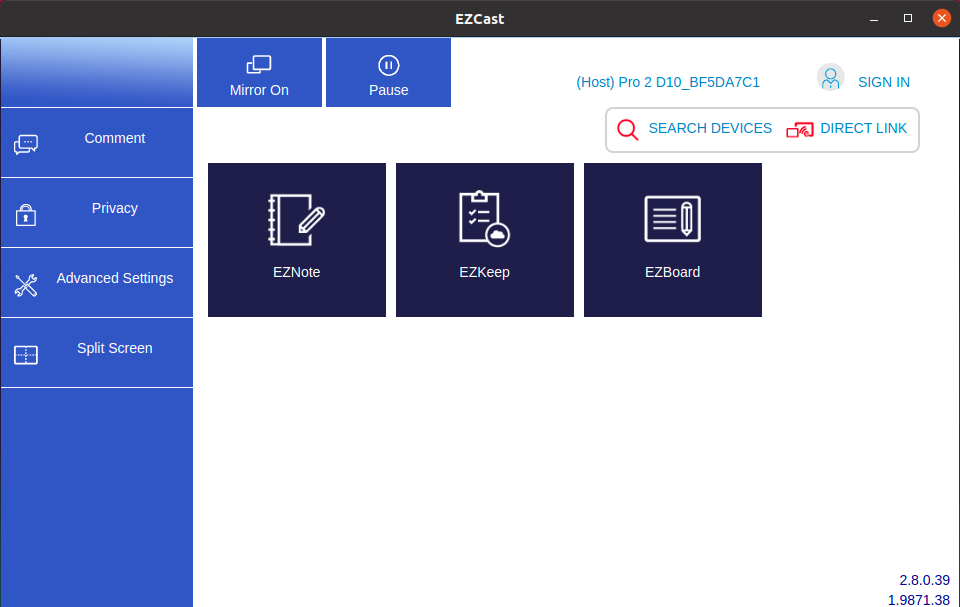 EZCast
Mirror On
Pause
(Host) Pro 2 D10_BF5DA7C1
SIGN IN
Comment
SEARCH DEVICES
DIRECT LINK
Privacy
Advanced Settings
Split Screen
EZNote
EZKeep
EZBoard
2.8.0.39
1.9871.38